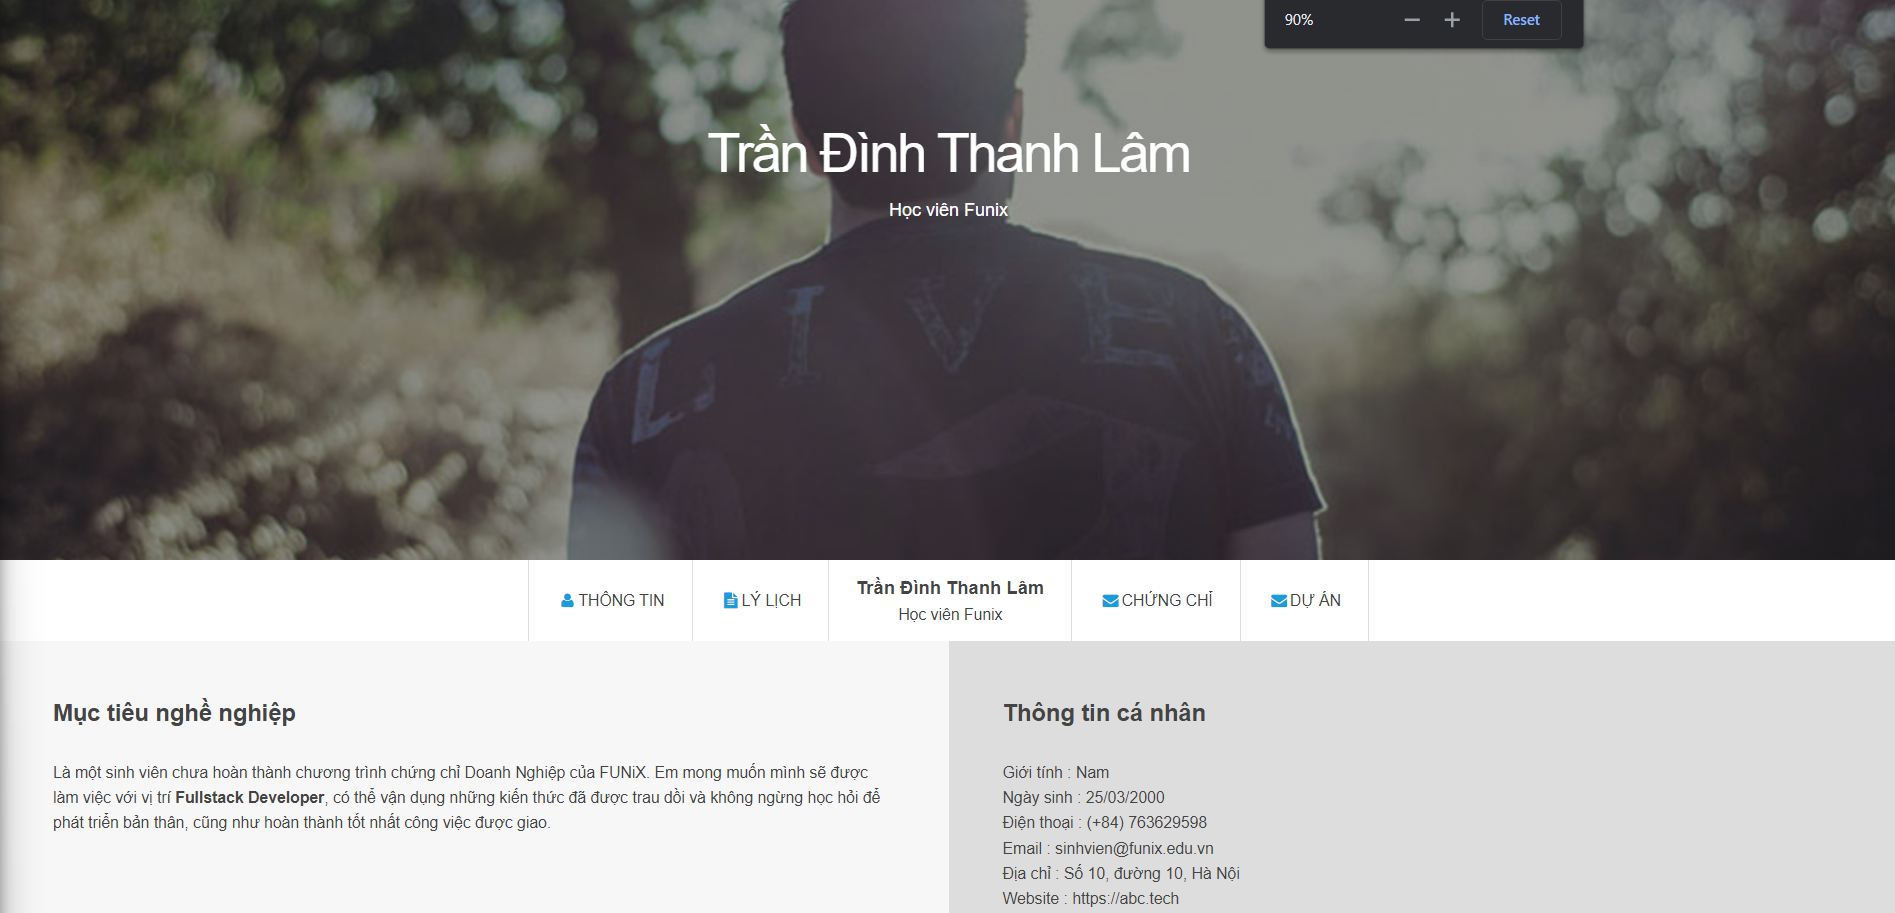 90%
Reset
Trần Đình Thanh Lâm
Học viên Funix
LIVE
THÔNG TIN
LÝ LỊCH
Trần Đình Thanh Lâm
Học viên Funix
CHỨNG CHỈ
DỰ ÁN
Mục tiêu nghề nghiệp
Là một sinh viên chưa hoàn thành chương trình chứng chỉ Doanh Nghiệp của FUNiX. Em mong muốn mình sẽ được
làm việc với vị trí Fullstack Developer, có thể vận dụng những kiến thức đã được trau dồi và không ngừng học hỏi để
phát triển bản thân, cũng như hoàn thành tốt nhất công việc được giao.
Thông tin cá nhân
Giới tính : Nam
Ngày sinh : 25/03/2000
Điện thoại : (+84) 763629598
Email : sinhvien@funix.edu.vn
Địa chỉ : Số 10, đường 10, Hà Nội
Website : https://abc.tech